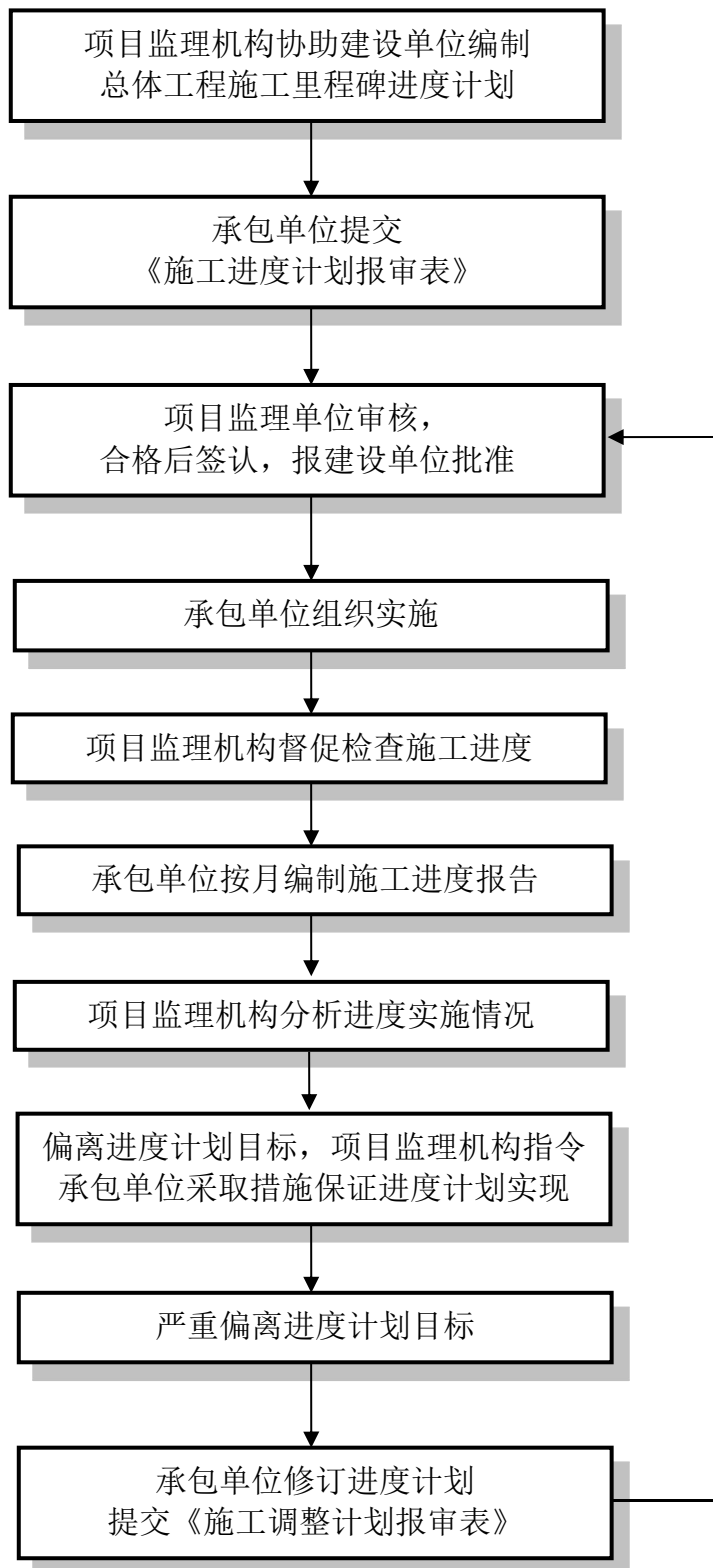 项目监理机构协助建设单位编制
总体工程施工里程碑进度计划
承包单位提交
《施工进度计划报审表》
项目监理单位审核，
合格后签认，报建设单位批准
承包单位组织实施
项目监理机构督促检查施工进度
承包单位按月编制施工进度报告
项目监理机构分析进度实施情况
偏离进度计划目标，项目监理机构指令
承包单位采取措施保证进度计划实现
严重偏离进度计划目标
承包单位修订进度计划
提交《施工调整计划报审表》